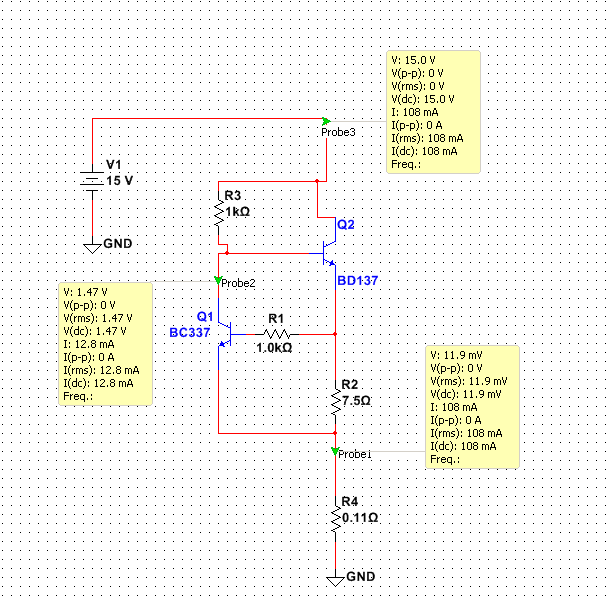 V: 15.0 V
V(p-p): 0 V
V(rms): 0 V
V(dc): 15.0 V
I: 108 mA
I(p-p): 0 A
I(rms): 108 mA
I(dc): 108 mA
Freq.:
Probe3
V1
15 V
GND
R3
1kΩ
Q2
BD137
Probe2
V: 1.47 V
V(p-p): 0 V
V(rms): 1.47 V
V(dc): 1.47 V
I: 12.8 mA
I(p-p): 0 A
I(rms): 12.8 mA
I(dc): 12.8 mA
Freq.:
Q1
BC337
R1
1.0kΩ
R2
7.5Ω
V: 11.9 mV
V(p-p): 0 V
V(rms): 11.9 mV
V(dc): 11.9 mV
I: 108 mA
I(p-p): 0 A
I(rms): 108 mA
I(dc): 108 mA
Freq.:
Probe1
R4
0.11Ω
GND